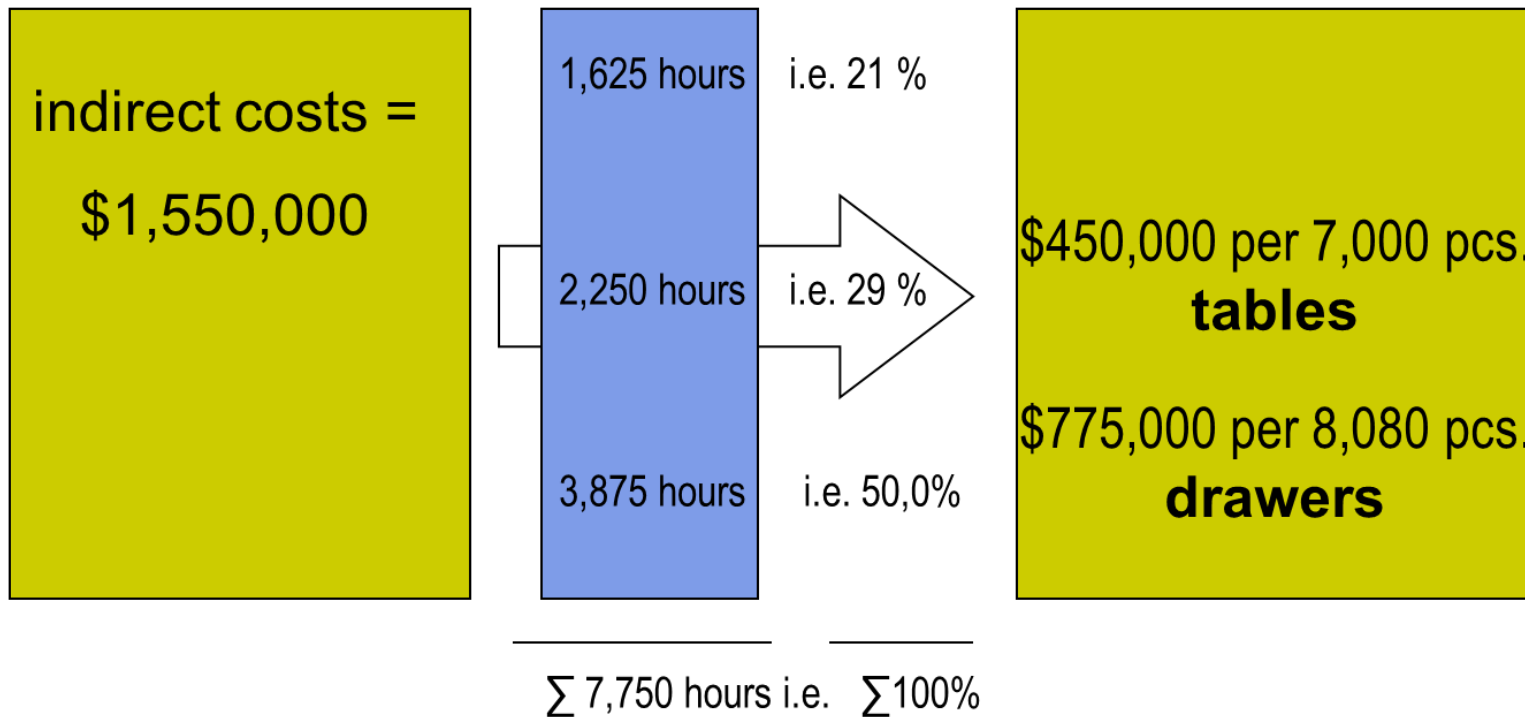 indirect costs =
$1,550,000
1,625 hours
i.e. 21 %
2,250 hours
i.e. 29 %
3,875 hours
i.e. 50,0%
$450,000 per 7,000 pcs.
tables
$775,000 per 8,080 pcs.
drawers
∑ 7,750 hours i.e. ∑100%